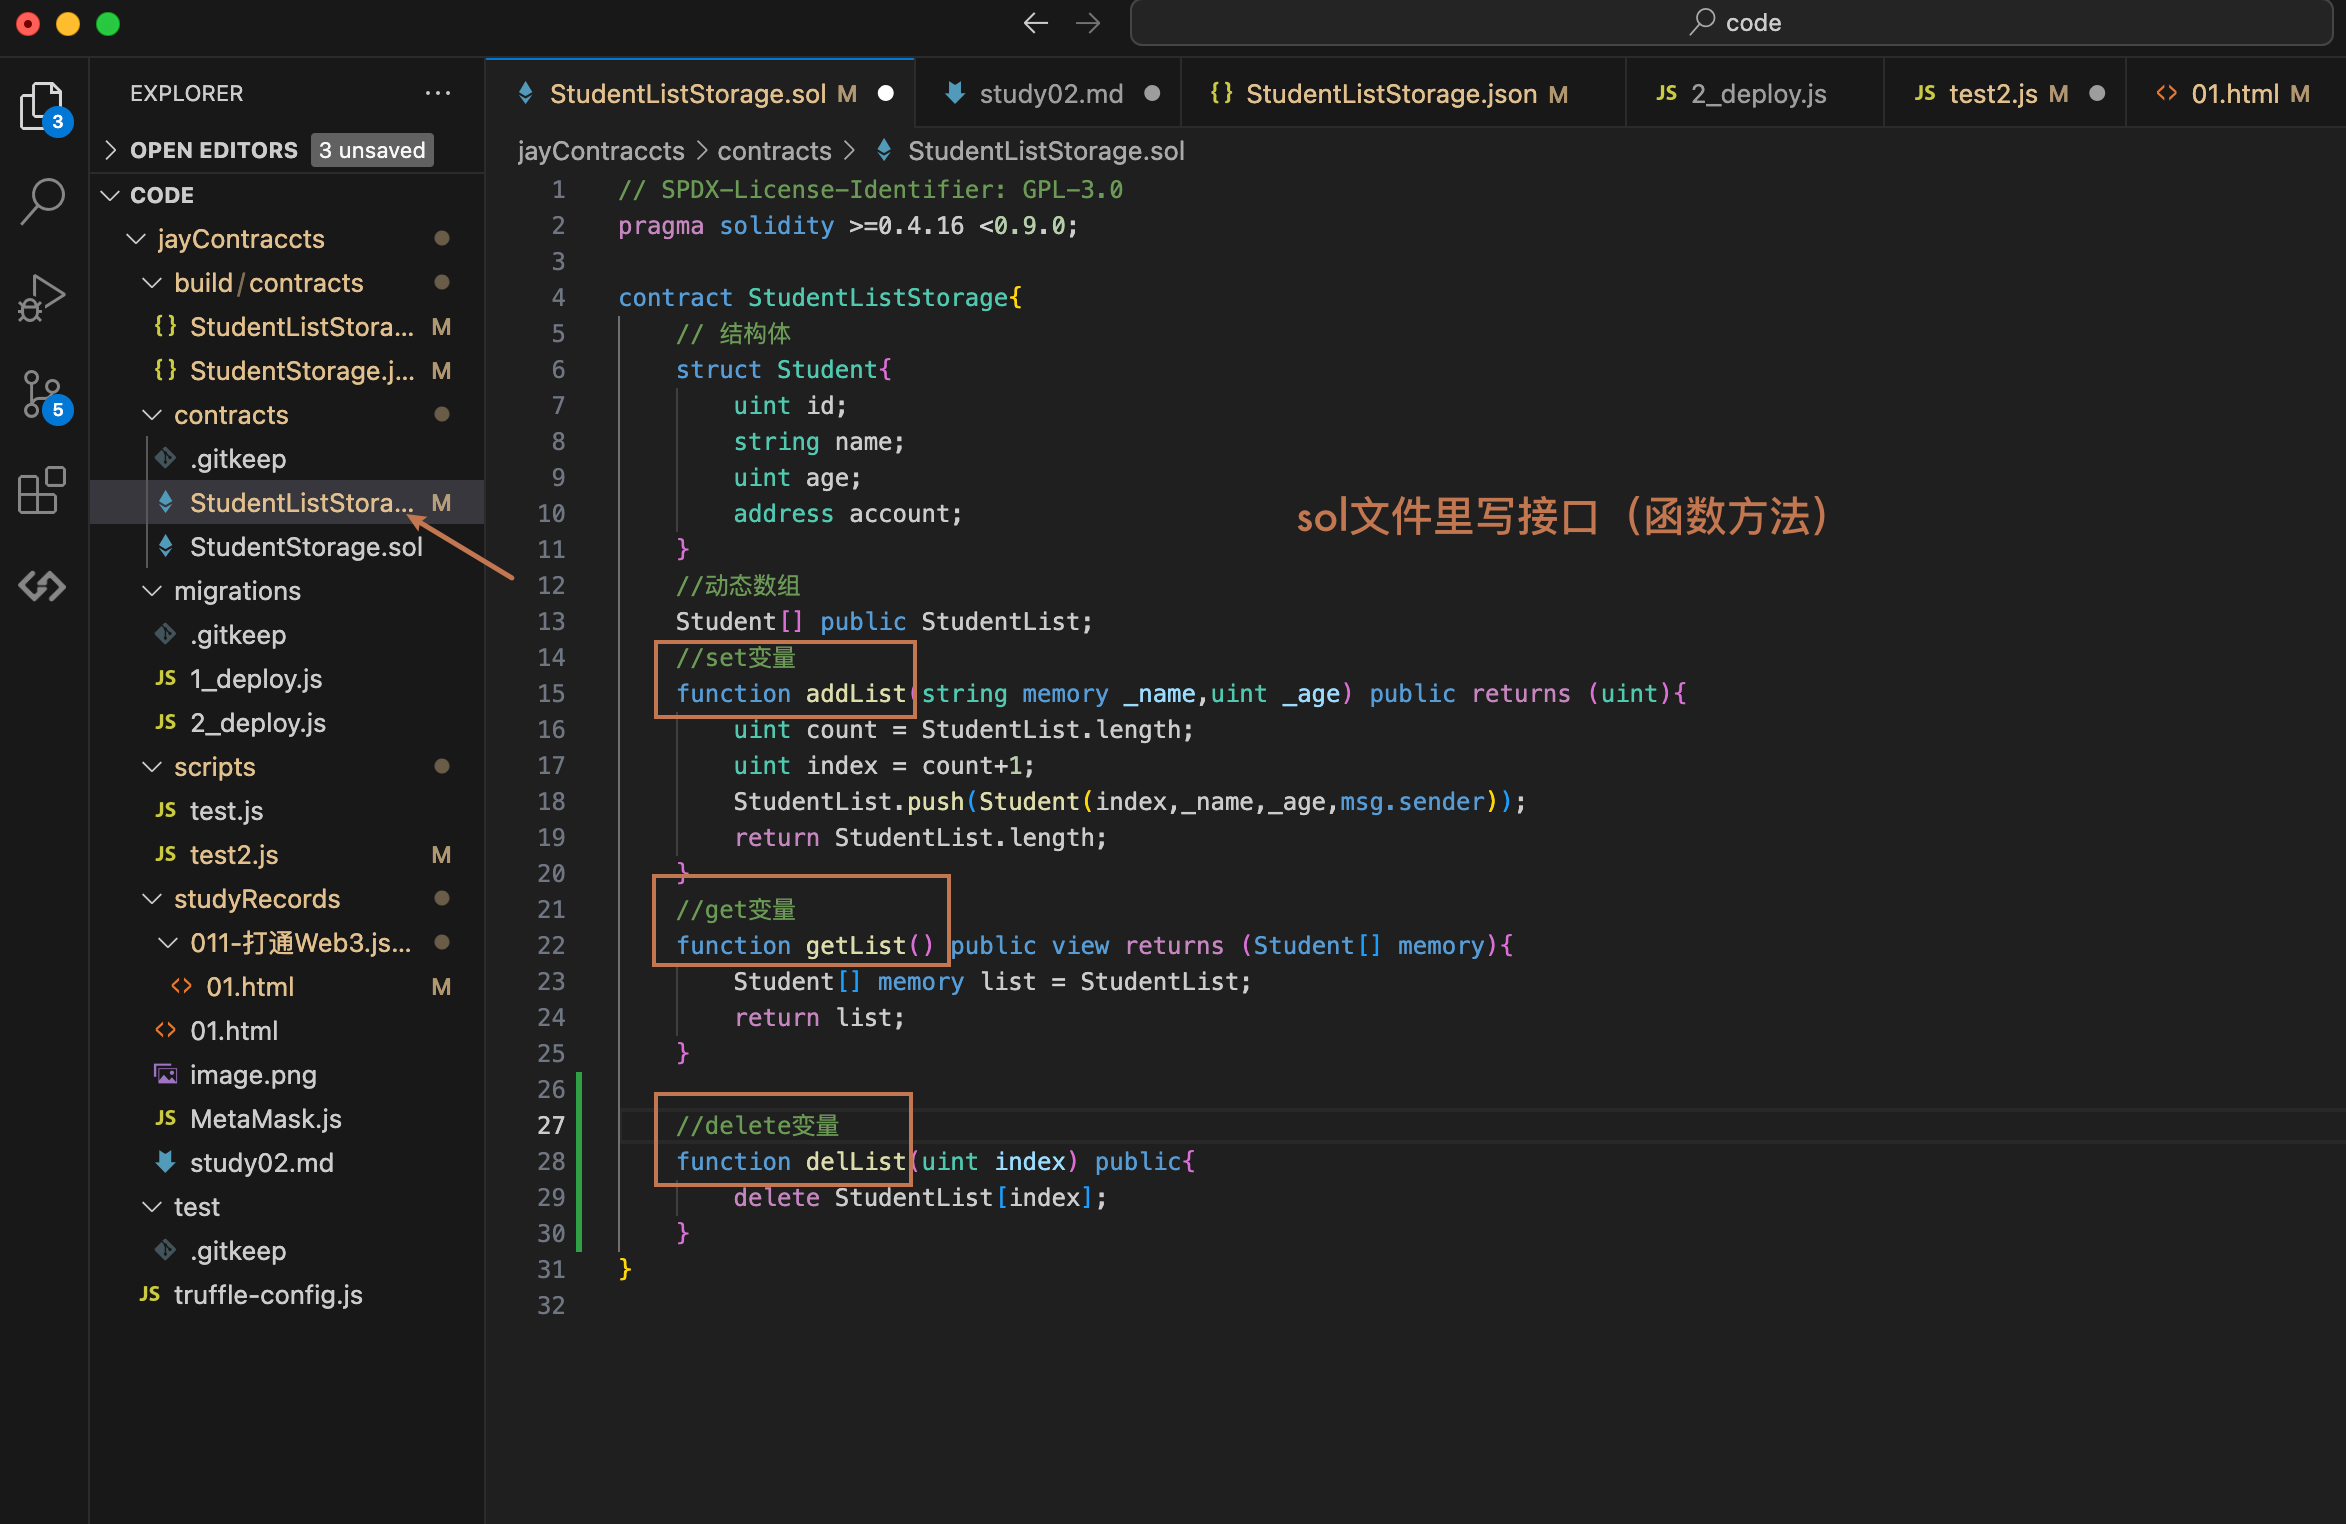 code
EXPLORER
3
OPEN EDITORS 3 unsaved
CODE
jayContraccts
build/contracts
{} StudentListStora... M
{} StudentStorage.j... M
contracts
5
.gitkeep
StudentListStora... M
StudentStorage.sol
migrations
.gitkeep
JS 1_deploy.js
JS 2_deploy.js
scripts
JS test.js
JS test2.js M
studyRecords
011-打通Web3.js...
<> 01.html M
<> 01.html
image.png
JS MetaMask.js
study02.md
test
.gitkeep
JS truffle-config.js
StudentListStorage.sol M
study02.md
{} StudentListStorage.json M
JS 2_deploy.js
JS test2.js M
<> 01.html M
jayContraccts > contracts > StudentListStorage.sol
1 // SPDX-License-Identifier: GPL-3.0
2 pragma solidity >=0.4.16 <0.9.0;
3
4 contract StudentListStorage{
5 // 结构体
6 struct Student{
7 uint id;
8 string name;
9 uint age;
10 address account;
11 }
12 //动态数组
13 Student[] public StudentList;
14 //set变量
15 function addList(string memory _name,uint _age) public returns (uint){
16 uint count = StudentList.length;
17 uint index = count+1;
18 StudentList.push(Student(index,_name,_age,msg.sender));
19 return StudentList.length;
20 }
21 //get变量
22 function getList() public view returns (Student[] memory){
23 Student[] memory list = StudentList;
24 return list;
25 }
26
27 //delete变量
28 function delList(uint index) public{
29 delete StudentList[index];
30 }
31 }
32
sol文件里写接口（函数方法）